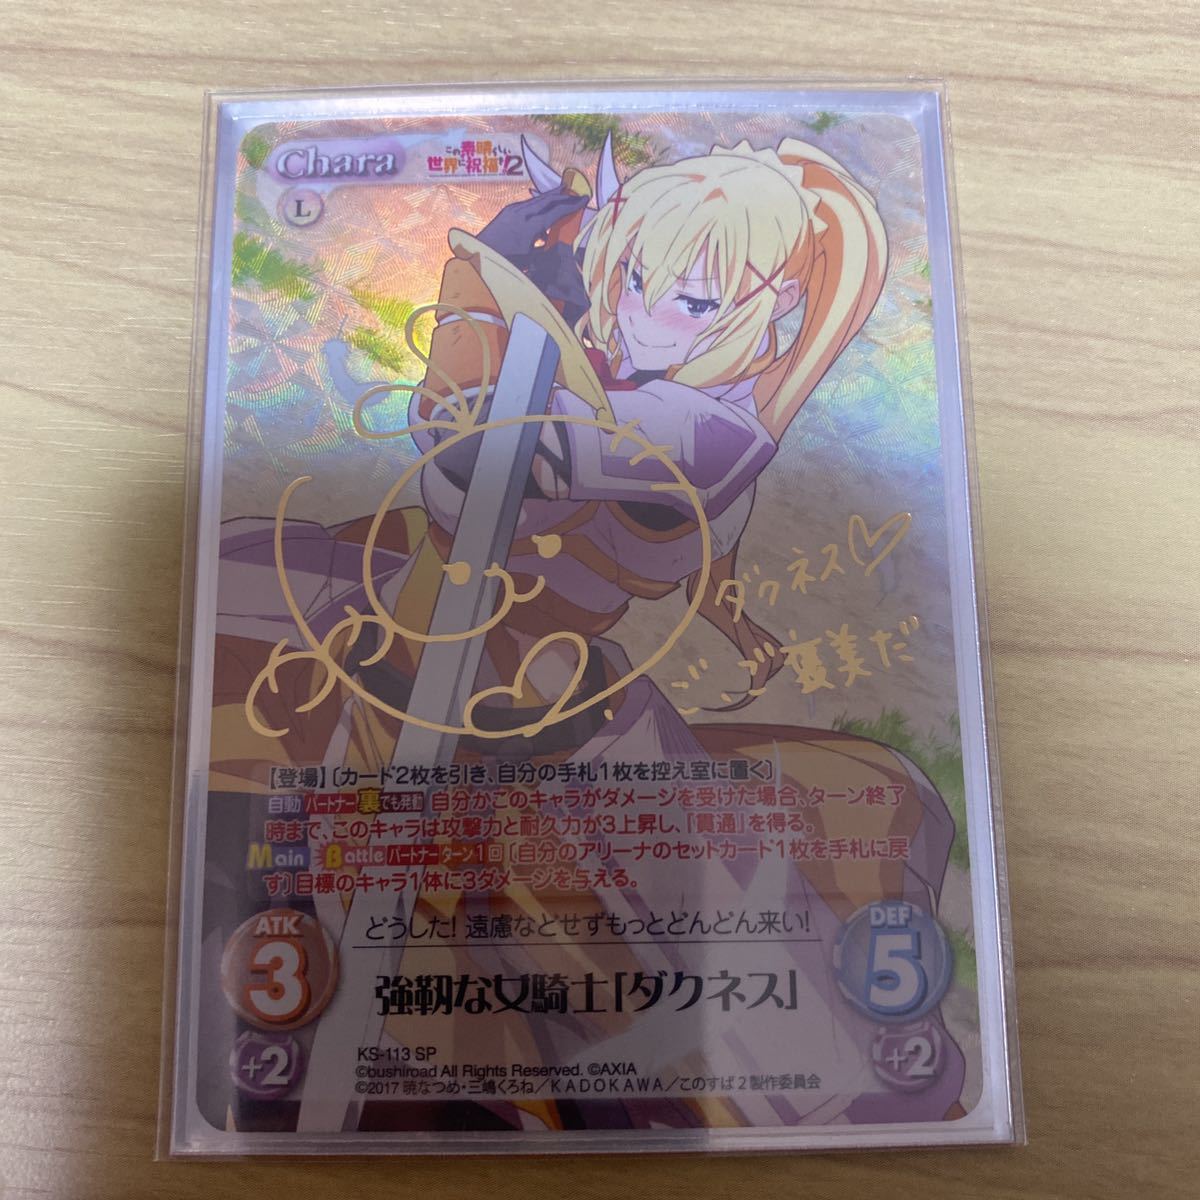 Chara
この素晴らしい
世界に祝福を!2
L
ダクネス♡
ご、ご褒美だ
【登場】〔カード2枚を引き、自分の手札1枚を控え室に置く〕
自動 パートナー 裏でも発動 自分かこのキャラがダメージを受けた場合、ターン終了
時まで、このキャラは攻撃力と耐久力が3上昇し、『貫通』を得る。
Main Battle パートナー ターン1回 〔自分のアリーナのセットカード1枚を手札に戻
す〕目標のキャラ1体に3ダメージを与える。
ATK
3
+2
どうした!遠慮などせずもっとどんどん来い!
強靭な女騎士「ダクネス」
DEF
5
+2
KS-113 SP
©bushiroad All Rights Reserved. ©AXIA
©2017 暁なつめ・三嶋くろね/KADOKAWA/このすば2製作委員会